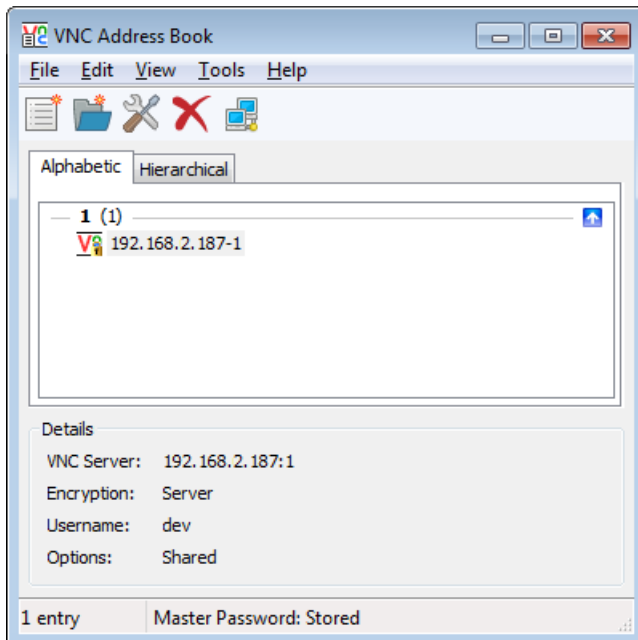 VNC Address Book
File Edit View Tools Help
Alphabetic Hierarchical
1 (1)
192.168.2.187-1
Details
VNC Server: 192.168.2.187:1
Encryption: Server
Username: dev
Options: Shared
1 entry Master Password: Stored